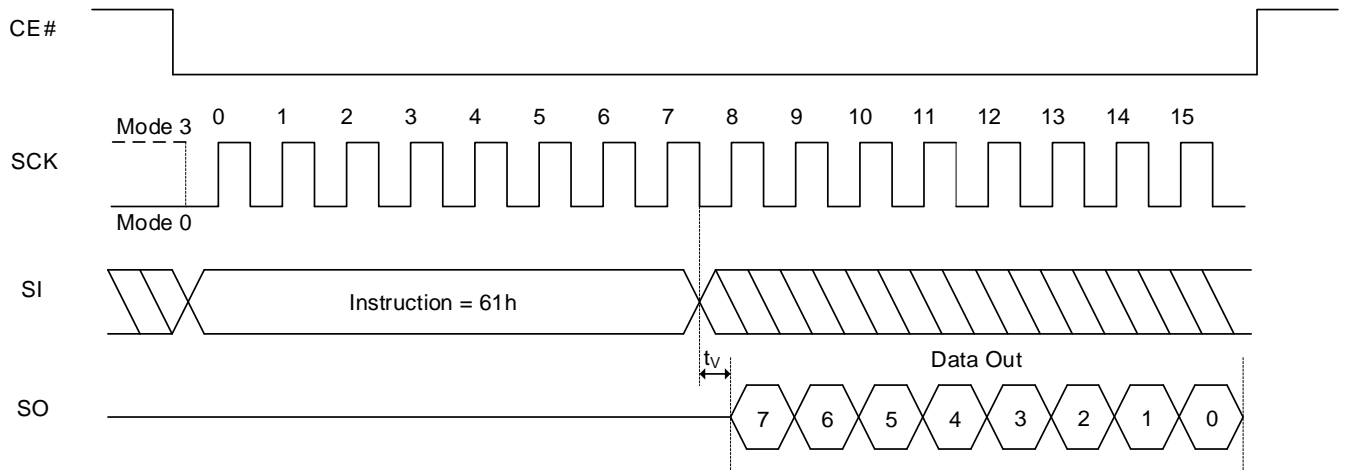 CE#
Mode 3 0 1 2 3 4 5 6 7 8 9 10 11 12 13 14 15
SCK
Mode 0
SI
Instruction = 61h
tV
Data Out
SO
7 6 5 4 3 2 1 0